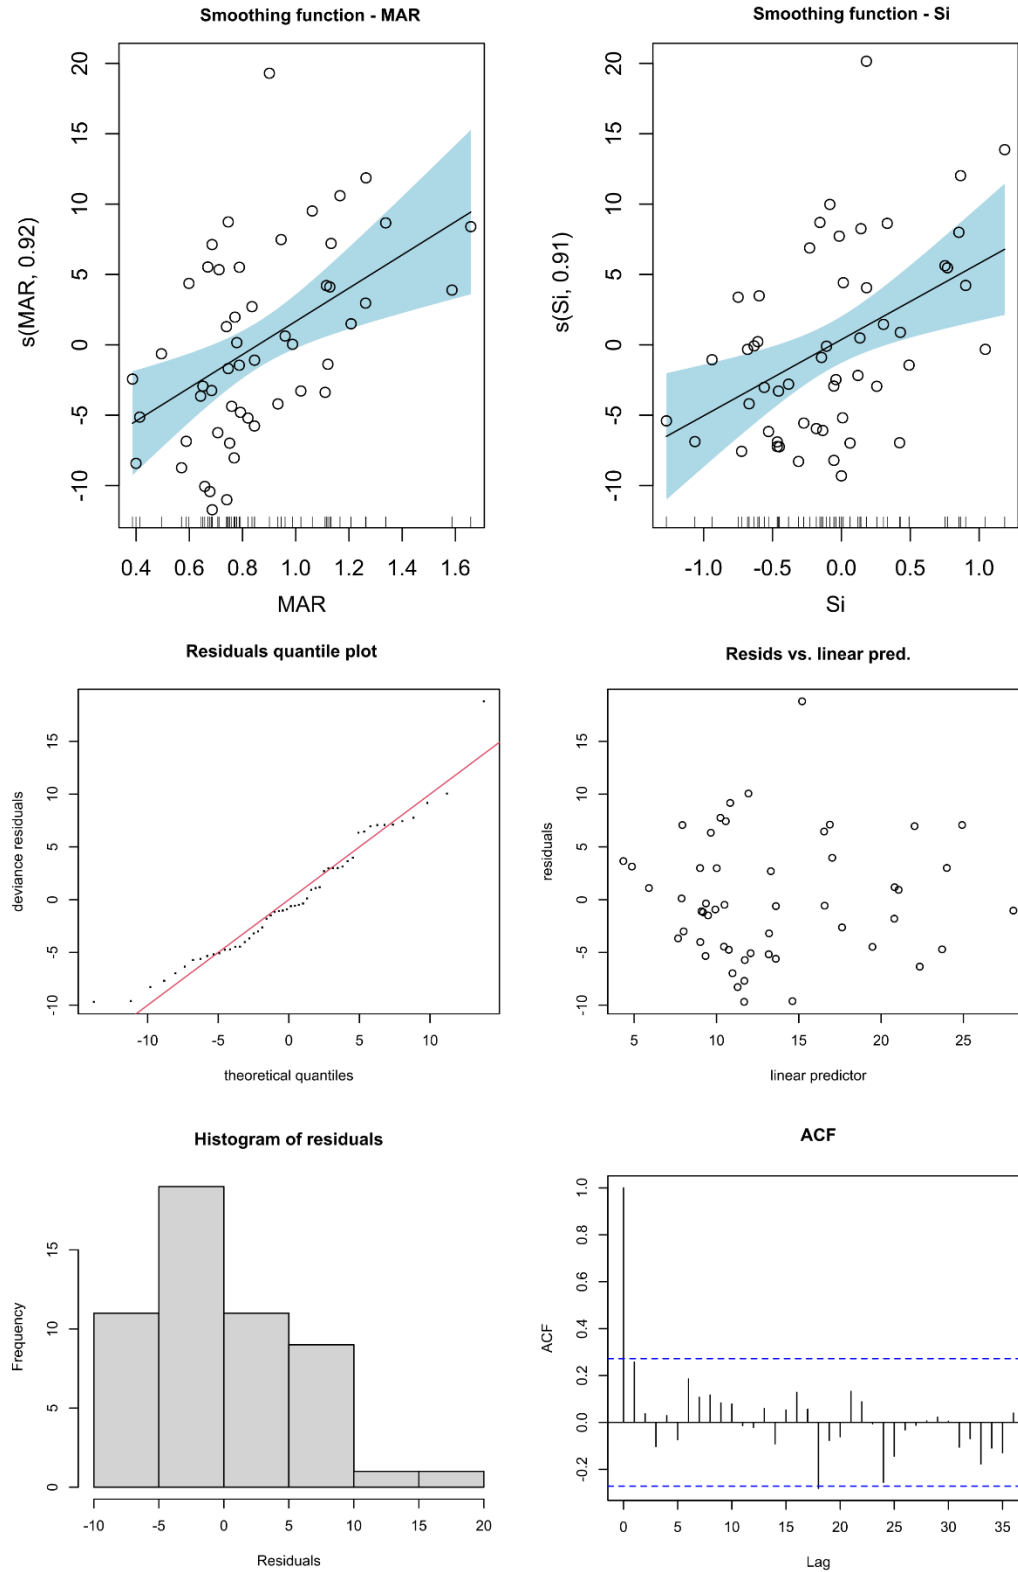 Smoothing function - MAR
s(MAR, 0.92)
20
15
10
5
0
-5
-10
0.4 0.6 0.8 1.0 1.2 1.4 1.6
MAR
Smoothing function - Si
s(Si, 0.91)
20
15
10
5
0
-5
-10
-1.0 -0.5 0.0 0.5 1.0
Si
Residuals quantile plot
deviance residuals
15
10
5
0
-5
-10
-10 -5 0 5 10
theoretical quantiles
Resids vs. linear pred.
residuals
15
10
5
0
-5
-10
5 10 15 20 25
linear predictor
Histogram of residuals
Frequency
15
10
5
0
-10 -5 0 5 10 15 20
Residuals
ACF
ACF
1.0
0.8
0.6
0.4
0.2
0.0
-0.2
0 5 10 15 20 25 30 35
Lag